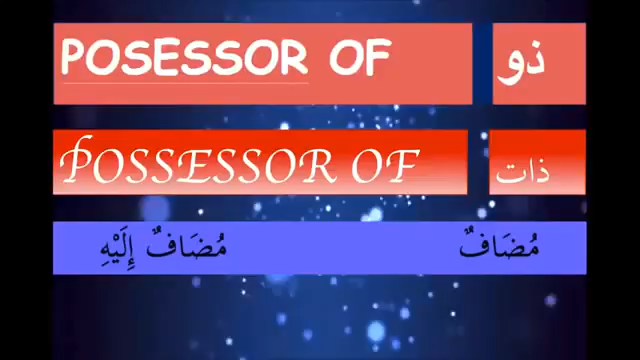 POSESSOR OF ذو
POSSESSOR OF ذات
مُضَافٌ مُضَافٌ إِلَيْهِ